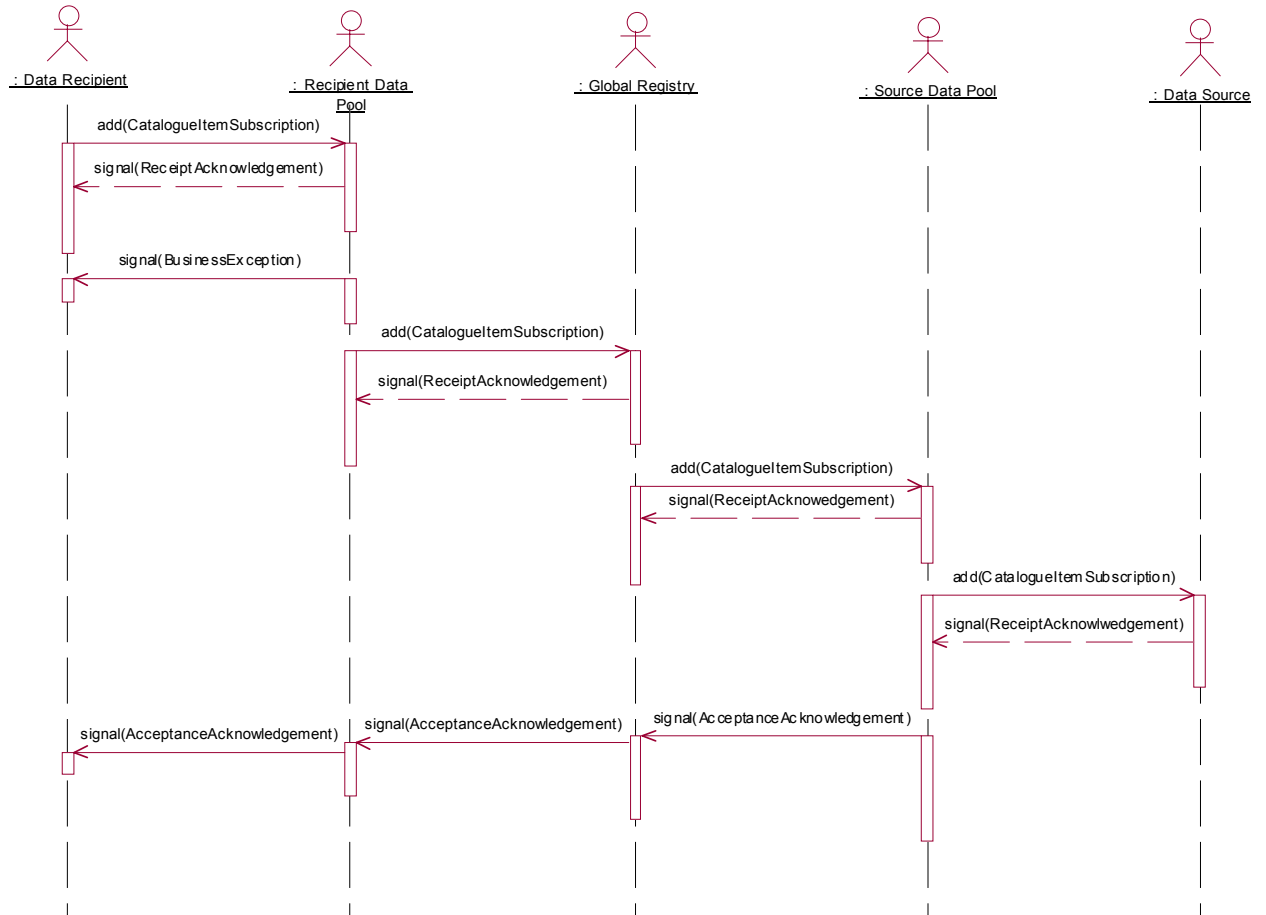 : Data Recipient
: Recipient Data
Pool
: Global Registry
: Source Data Pool
: Data Source
add(CatalogueItemSubscription)
signal(ReceiptAcknowledgement)
signal(BusinessException)
add(CatalogueItemSubscription)
signal(ReceiptAcknowledgement)
add(CatalogueItemSubscription)
signal(ReceiptAcknowedgement)
add(CatalogueItemSubscription)
signal(ReceiptAcknowlwedgement)
signal(AcceptanceAcknowledgement)
signal(AcceptanceAcknowledgement)
signal(AcceptanceAcknowledgement)